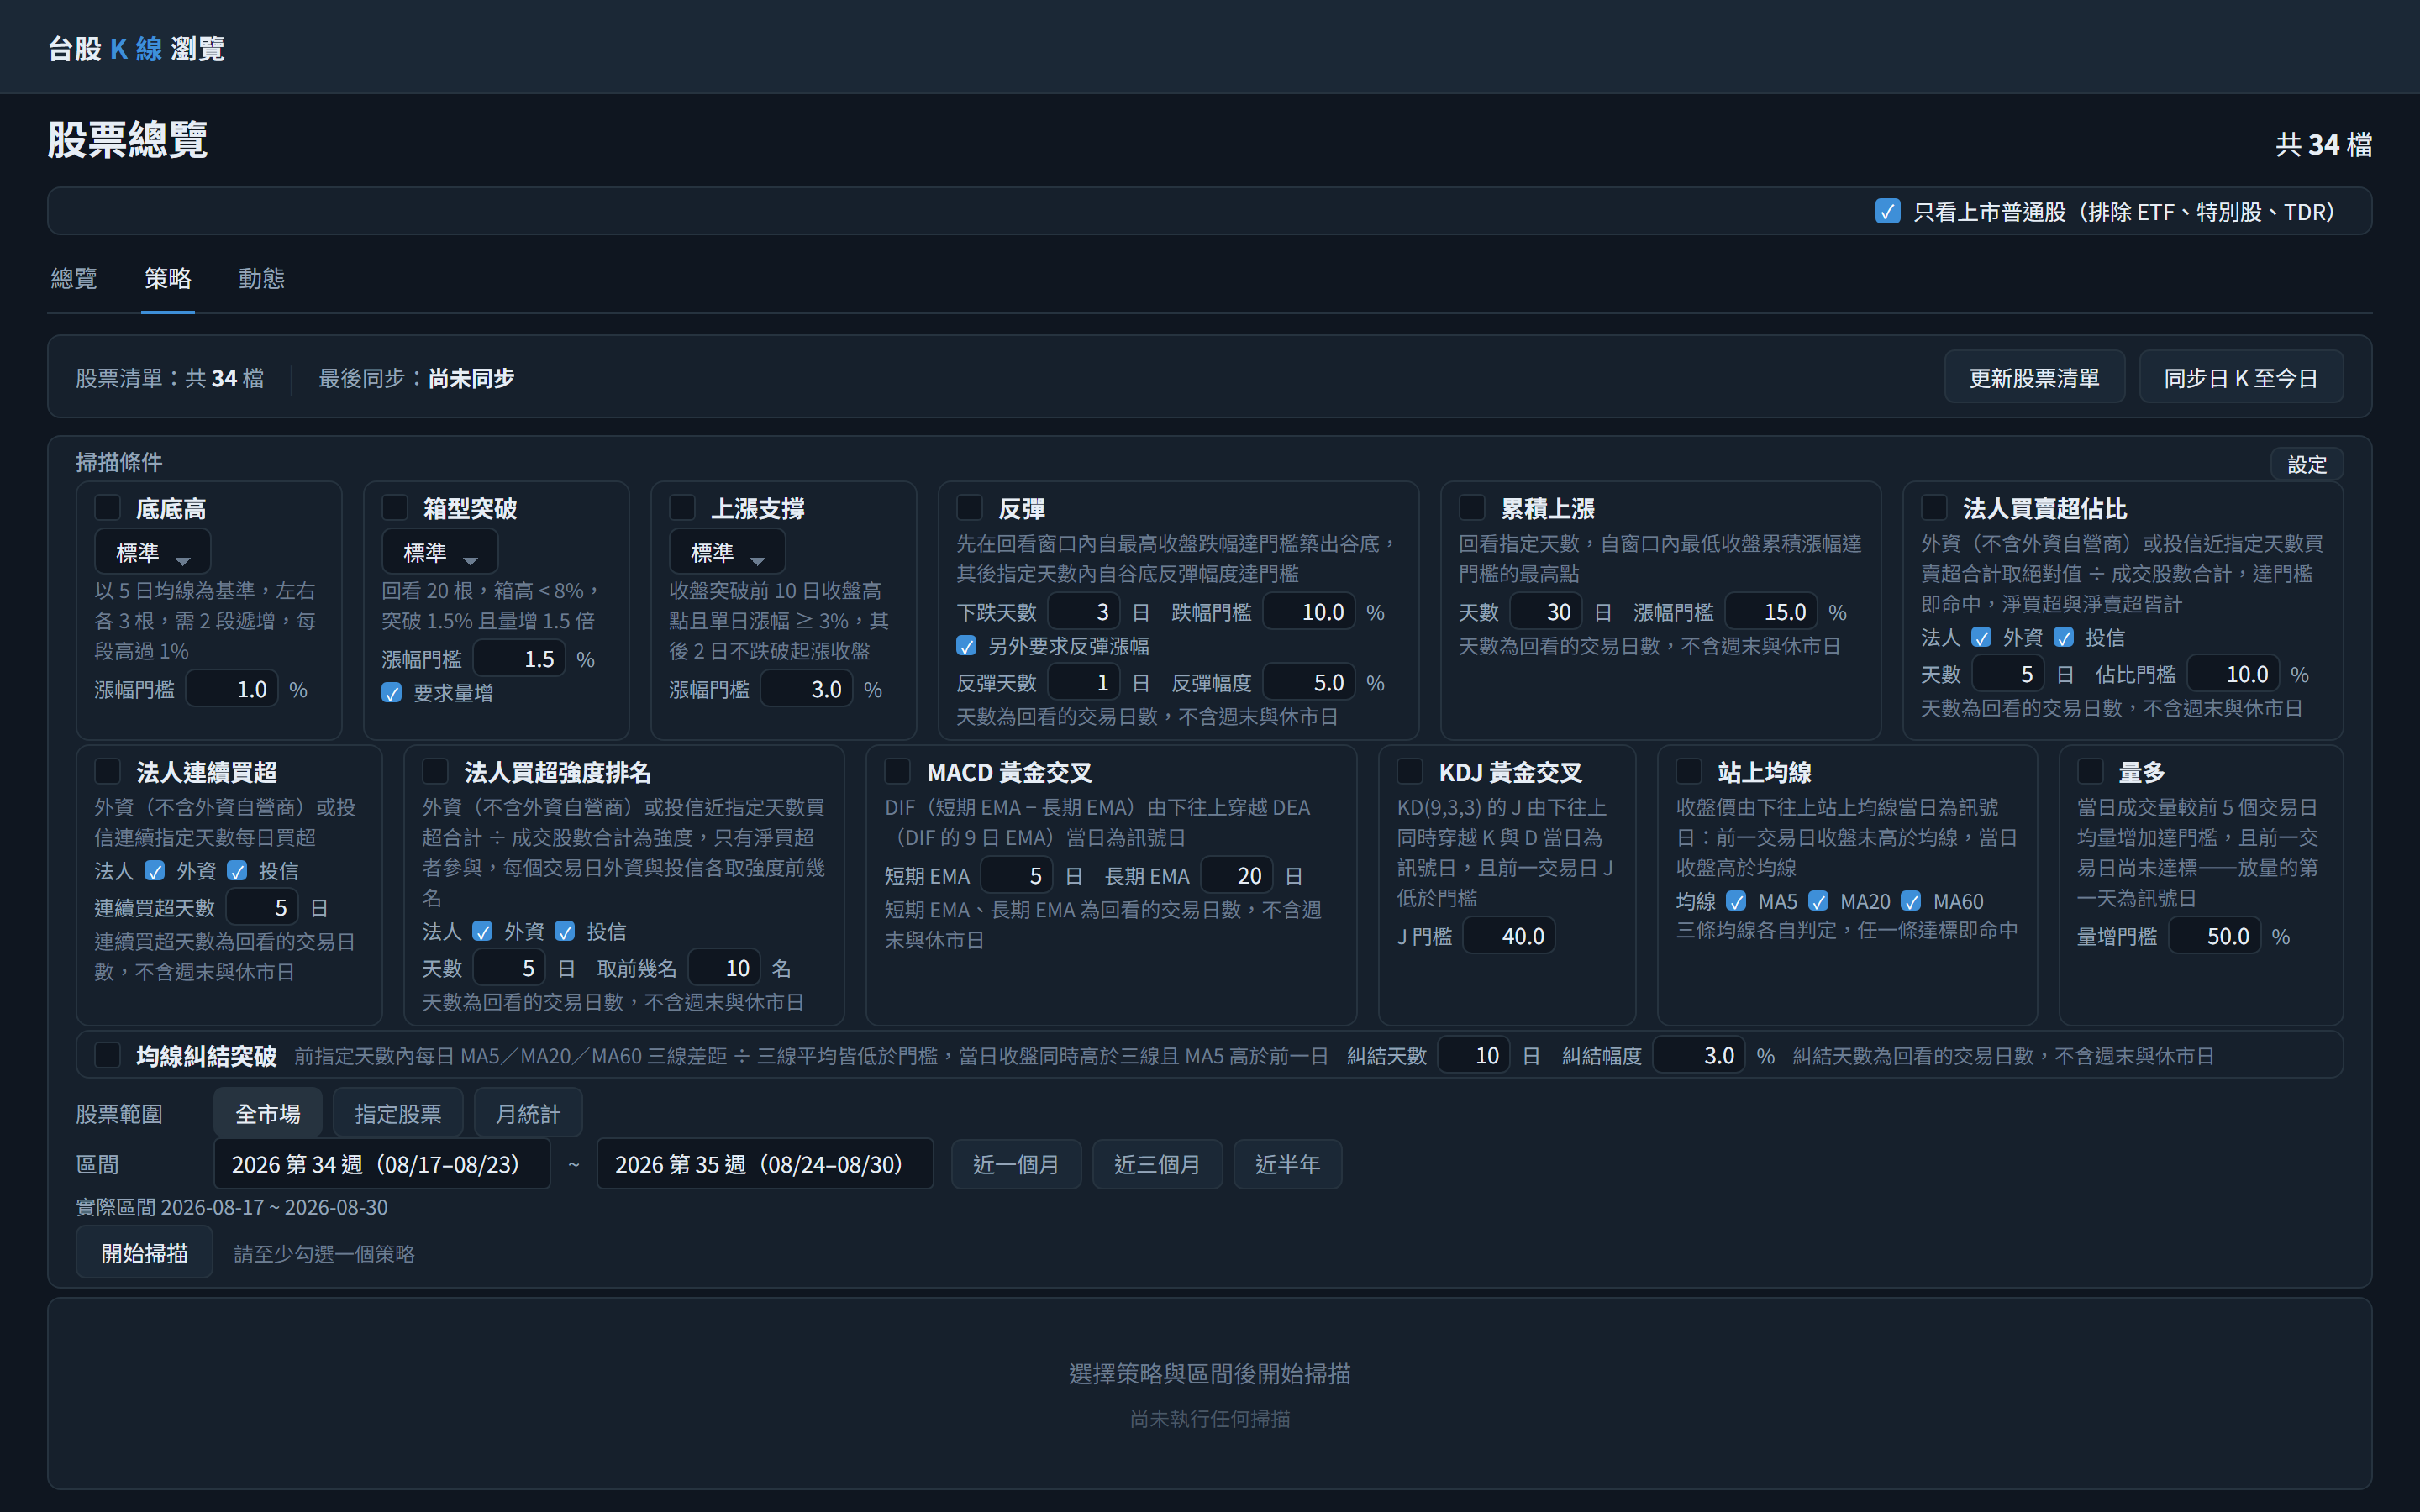 台股 K 線 瀏覽
股票總覽
共 34 檔
只看上市普通股（排除 ETF、特別股、TDR）
總覽
策略
動態
股票清單：共 34 檔
最後同步：尚未同步
更新股票清單
同步日 K 至今日
掃描條件
設定
底底高
標準
以 5 日均線為基準，左右
各 3 根，需 2 段遞增，每
段高過 1%
漲幅門檻 1.0 %
箱型突破
標準
回看 20 根，箱高 < 8%，
突破 1.5% 且量增 1.5 倍
漲幅門檻 1.5 %
要求量增
上漲支撐
標準
收盤突破前 10 日收盤高
點且單日漲幅 ≥ 3%，其
後 2 日不跌破起漲收盤
漲幅門檻 3.0 %
反彈
先在回看窗口內自最高收盤跌幅達門檻築出谷底，
其後指定天數內自谷底反彈幅度達門檻
下跌天數 3 日 跌幅門檻 10.0 %
另外要求反彈漲幅
反彈天數 1 日 反彈幅度 5.0 %
天數為回看的交易日數，不含週末與休市日
累積上漲
回看指定天數，自窗口內最低收盤累積漲幅達
門檻的最高點
天數 30 日 漲幅門檻 15.0 %
天數為回看的交易日數，不含週末與休市日
法人買賣超佔比
外資（不含外資自營商）或投信近指定天數買
賣超合計取絕對值 ÷ 成交股數合計，達門檻
即命中，淨買超與淨賣超皆計
法人 外資 投信
天數 5 日 佔比門檻 10.0 %
天數為回看的交易日數，不含週末與休市日
法人連續買超
外資（不含外資自營商）或投
信連續指定天數每日買超
法人 外資 投信
連續買超天數 5 日
連續買超天數為回看的交易日
數，不含週末與休市日
法人買超強度排名
外資（不含外資自營商）或投信近指定天數買
超合計 ÷ 成交股數合計為強度，只有淨買超
者參與，每個交易日外資與投信各取強度前幾
名
法人 外資 投信
天數 5 日 取前幾名 10 名
天數為回看的交易日數，不含週末與休市日
MACD 黃金交叉
DIF（短期 EMA − 長期 EMA）由下往上穿越 DEA
（DIF 的 9 日 EMA）當日為訊號日
短期 EMA 5 日 長期 EMA 20 日
短期 EMA、長期 EMA 為回看的交易日數，不含週
末與休市日
KDJ 黃金交叉
KD(9,3,3) 的 J 由下往上
同時穿越 K 與 D 當日為
訊號日，且前一交易日 J
低於門檻
J 門檻 40.0
站上均線
收盤價由下往上站上均線當日為訊號
日：前一交易日收盤未高於均線，當日
收盤高於均線
均線 MA5 MA20 MA60
三條均線各自判定，任一條達標即命中
量多
當日成交量較前 5 個交易日
均量增加達門檻，且前一交
易日尚未達標——放量的第
一天為訊號日
量增門檻 50.0 %
均線糾結突破 前指定天數內每日 MA5／MA20／MA60 三線差距 ÷ 三線平均皆低於門檻，當日收盤同時高於三線且 MA5 高於前一日 糾結天數 10 日 糾結幅度 3.0 % 糾結天數為回看的交易日數，不含週末與休市日
股票範圍 全市場 指定股票 月統計
區間 2026 第 34 週（08/17–08/23） ~ 2026 第 35 週（08/24–08/30） 近一個月 近三個月 近半年
實際區間 2026-08-17 ~ 2026-08-30
開始掃描 請至少勾選一個策略
選擇策略與區間後開始掃描
尚未執行任何掃描